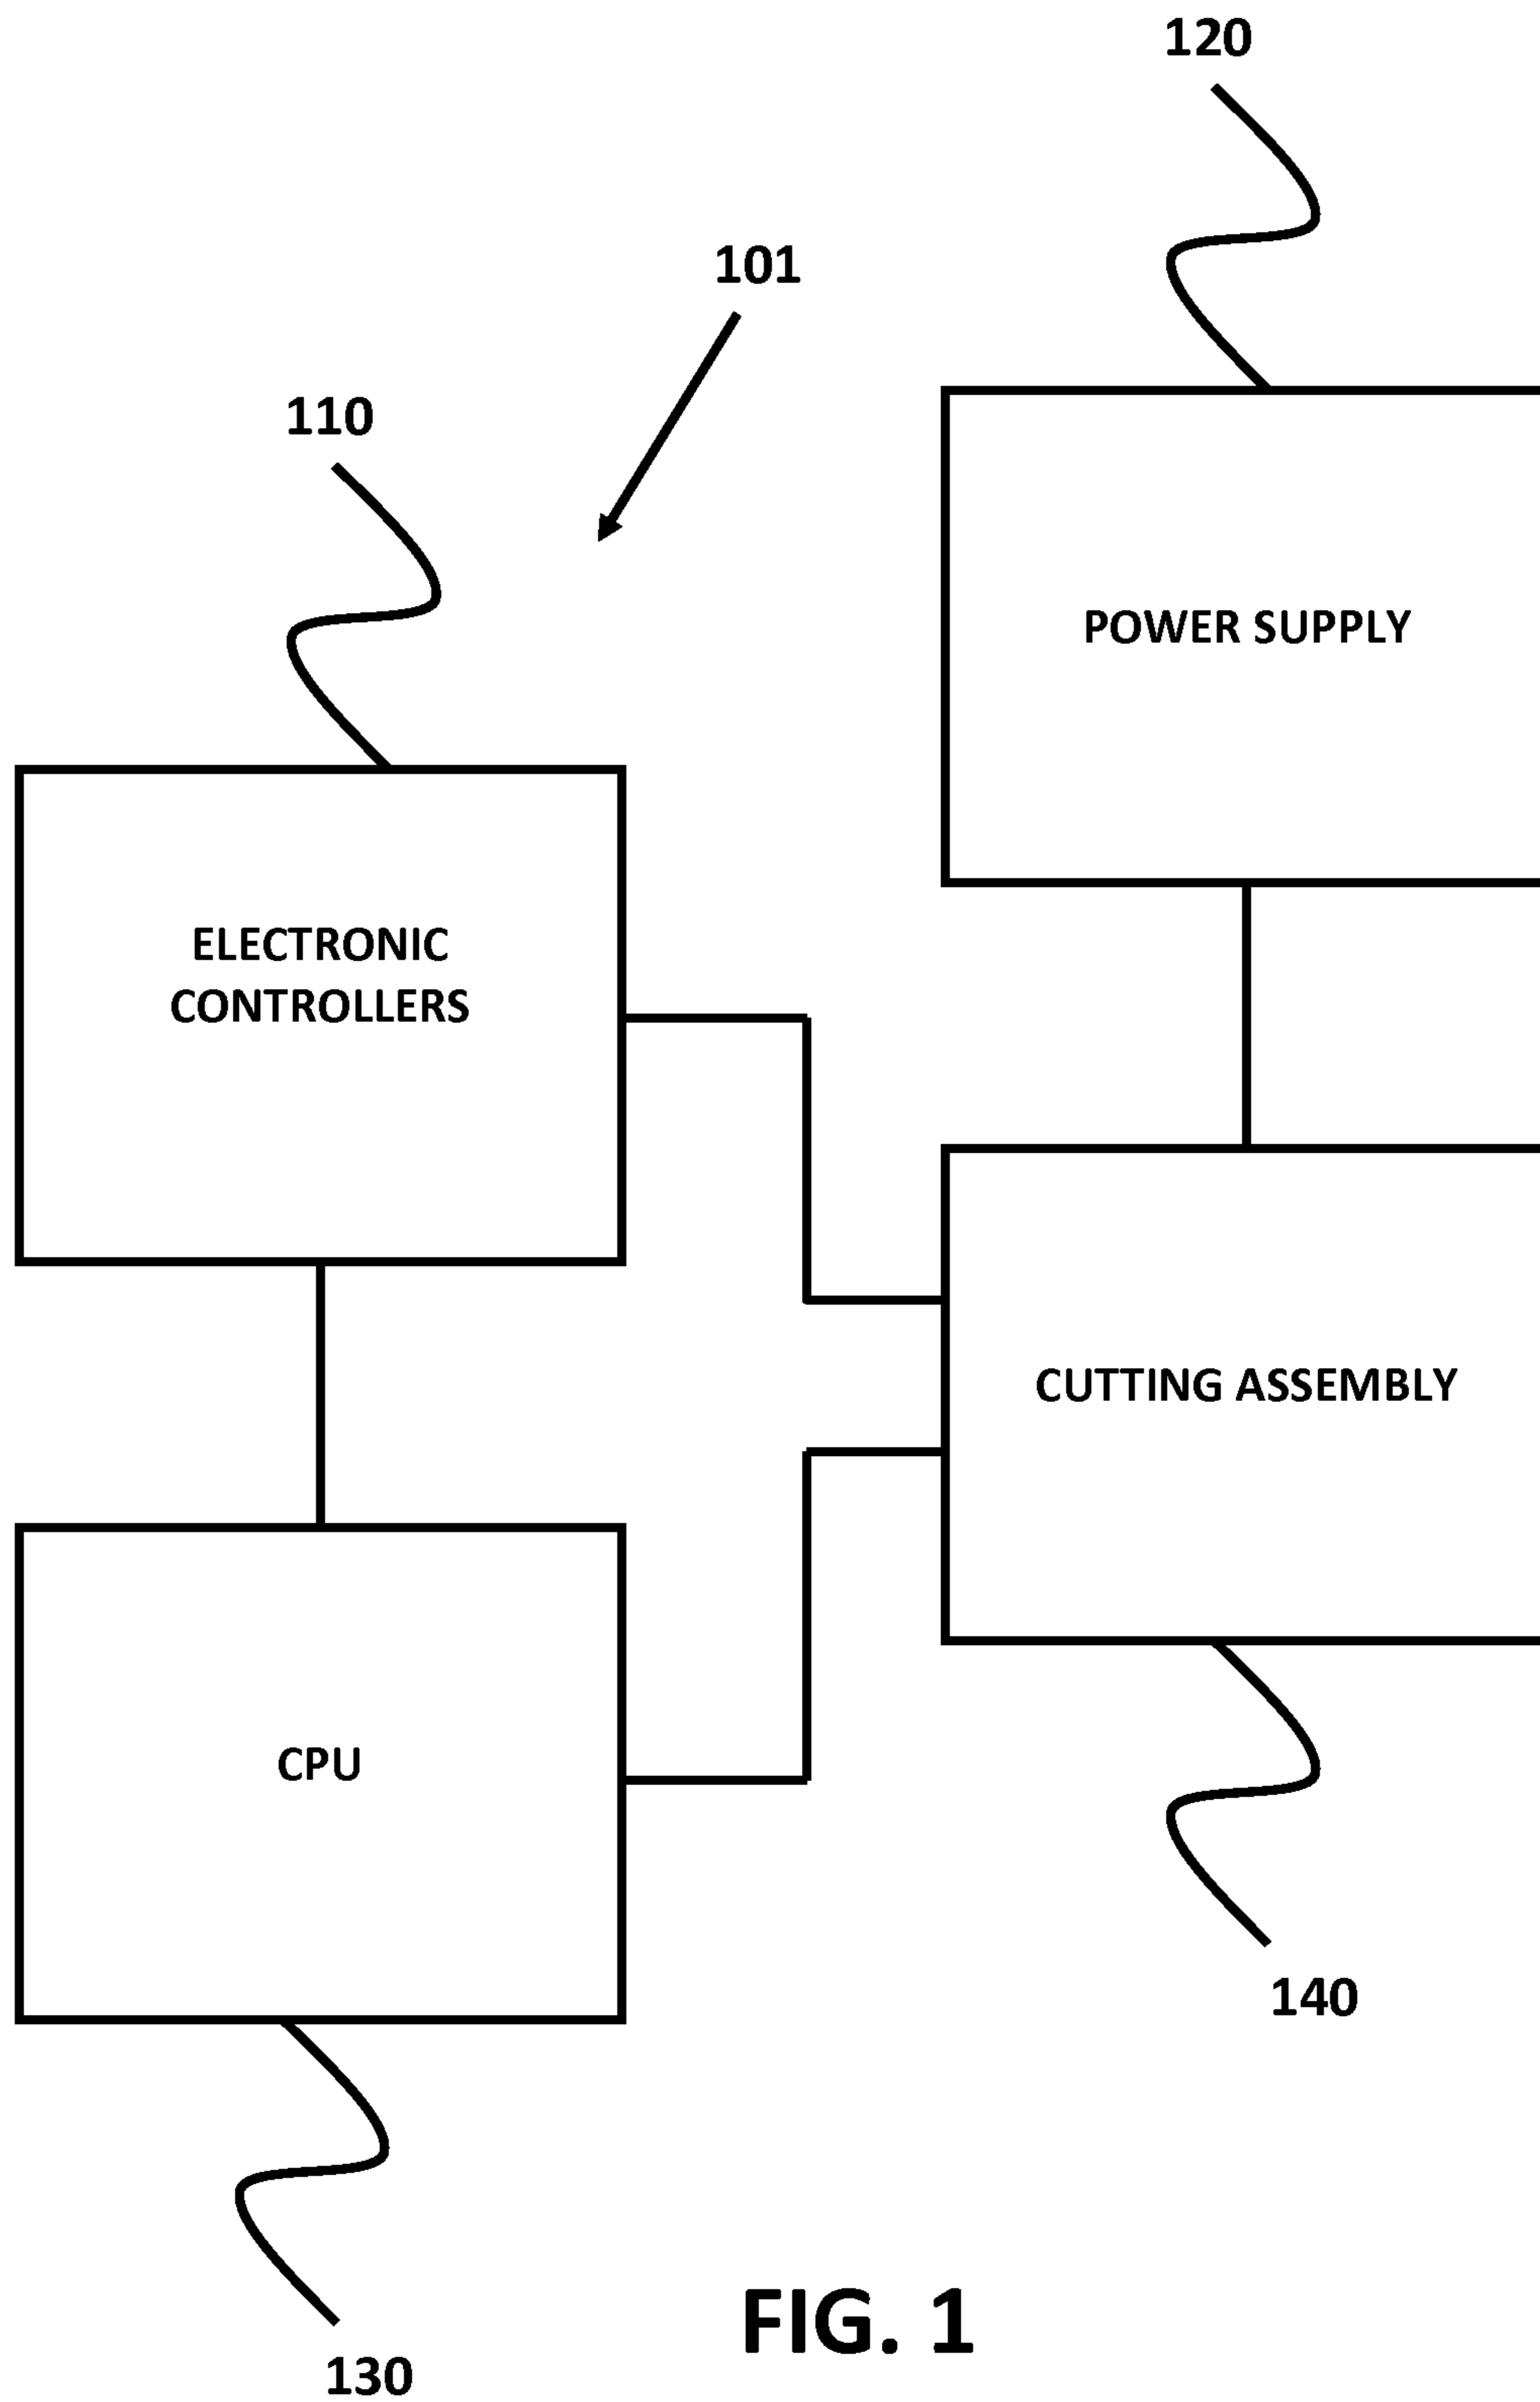 120
101
110
POWER SUPPLY
ELECTRONIC
CONTROLLERS
CUTTING ASSEMBLY
CPU
140
FIG. 1
130